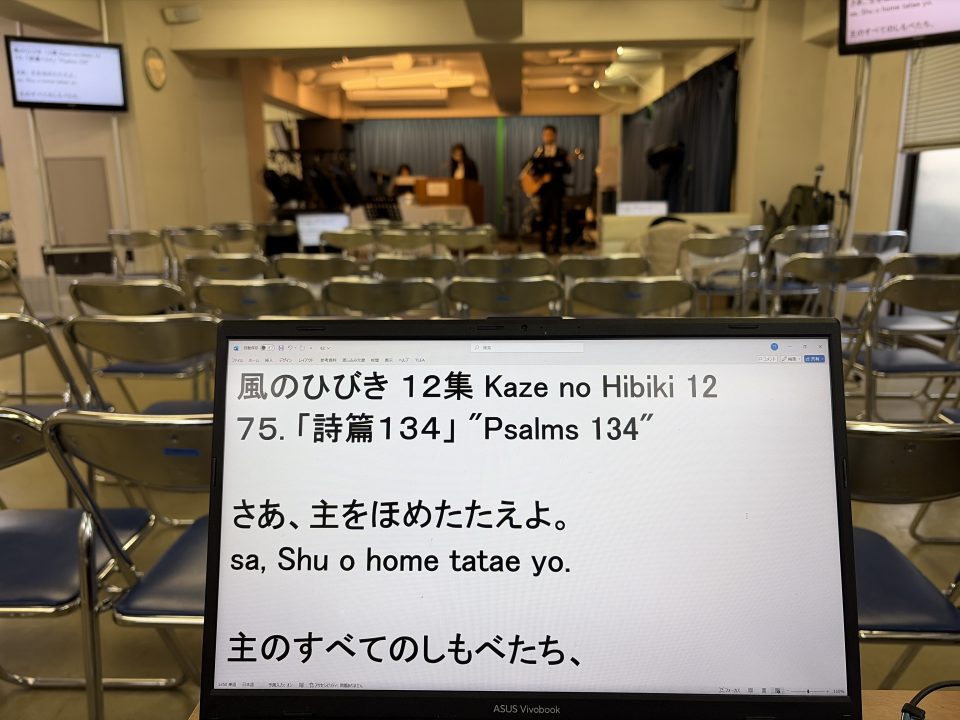 風のひびき １２集 Kaze no Hibiki 12
７５.「詩篇１３４」 "Psalms 134"
さあ、主をほめたたえよ。
sa, Shu o home tatae yo.
主のすべてのしもべたち、
ASUS Vivobook